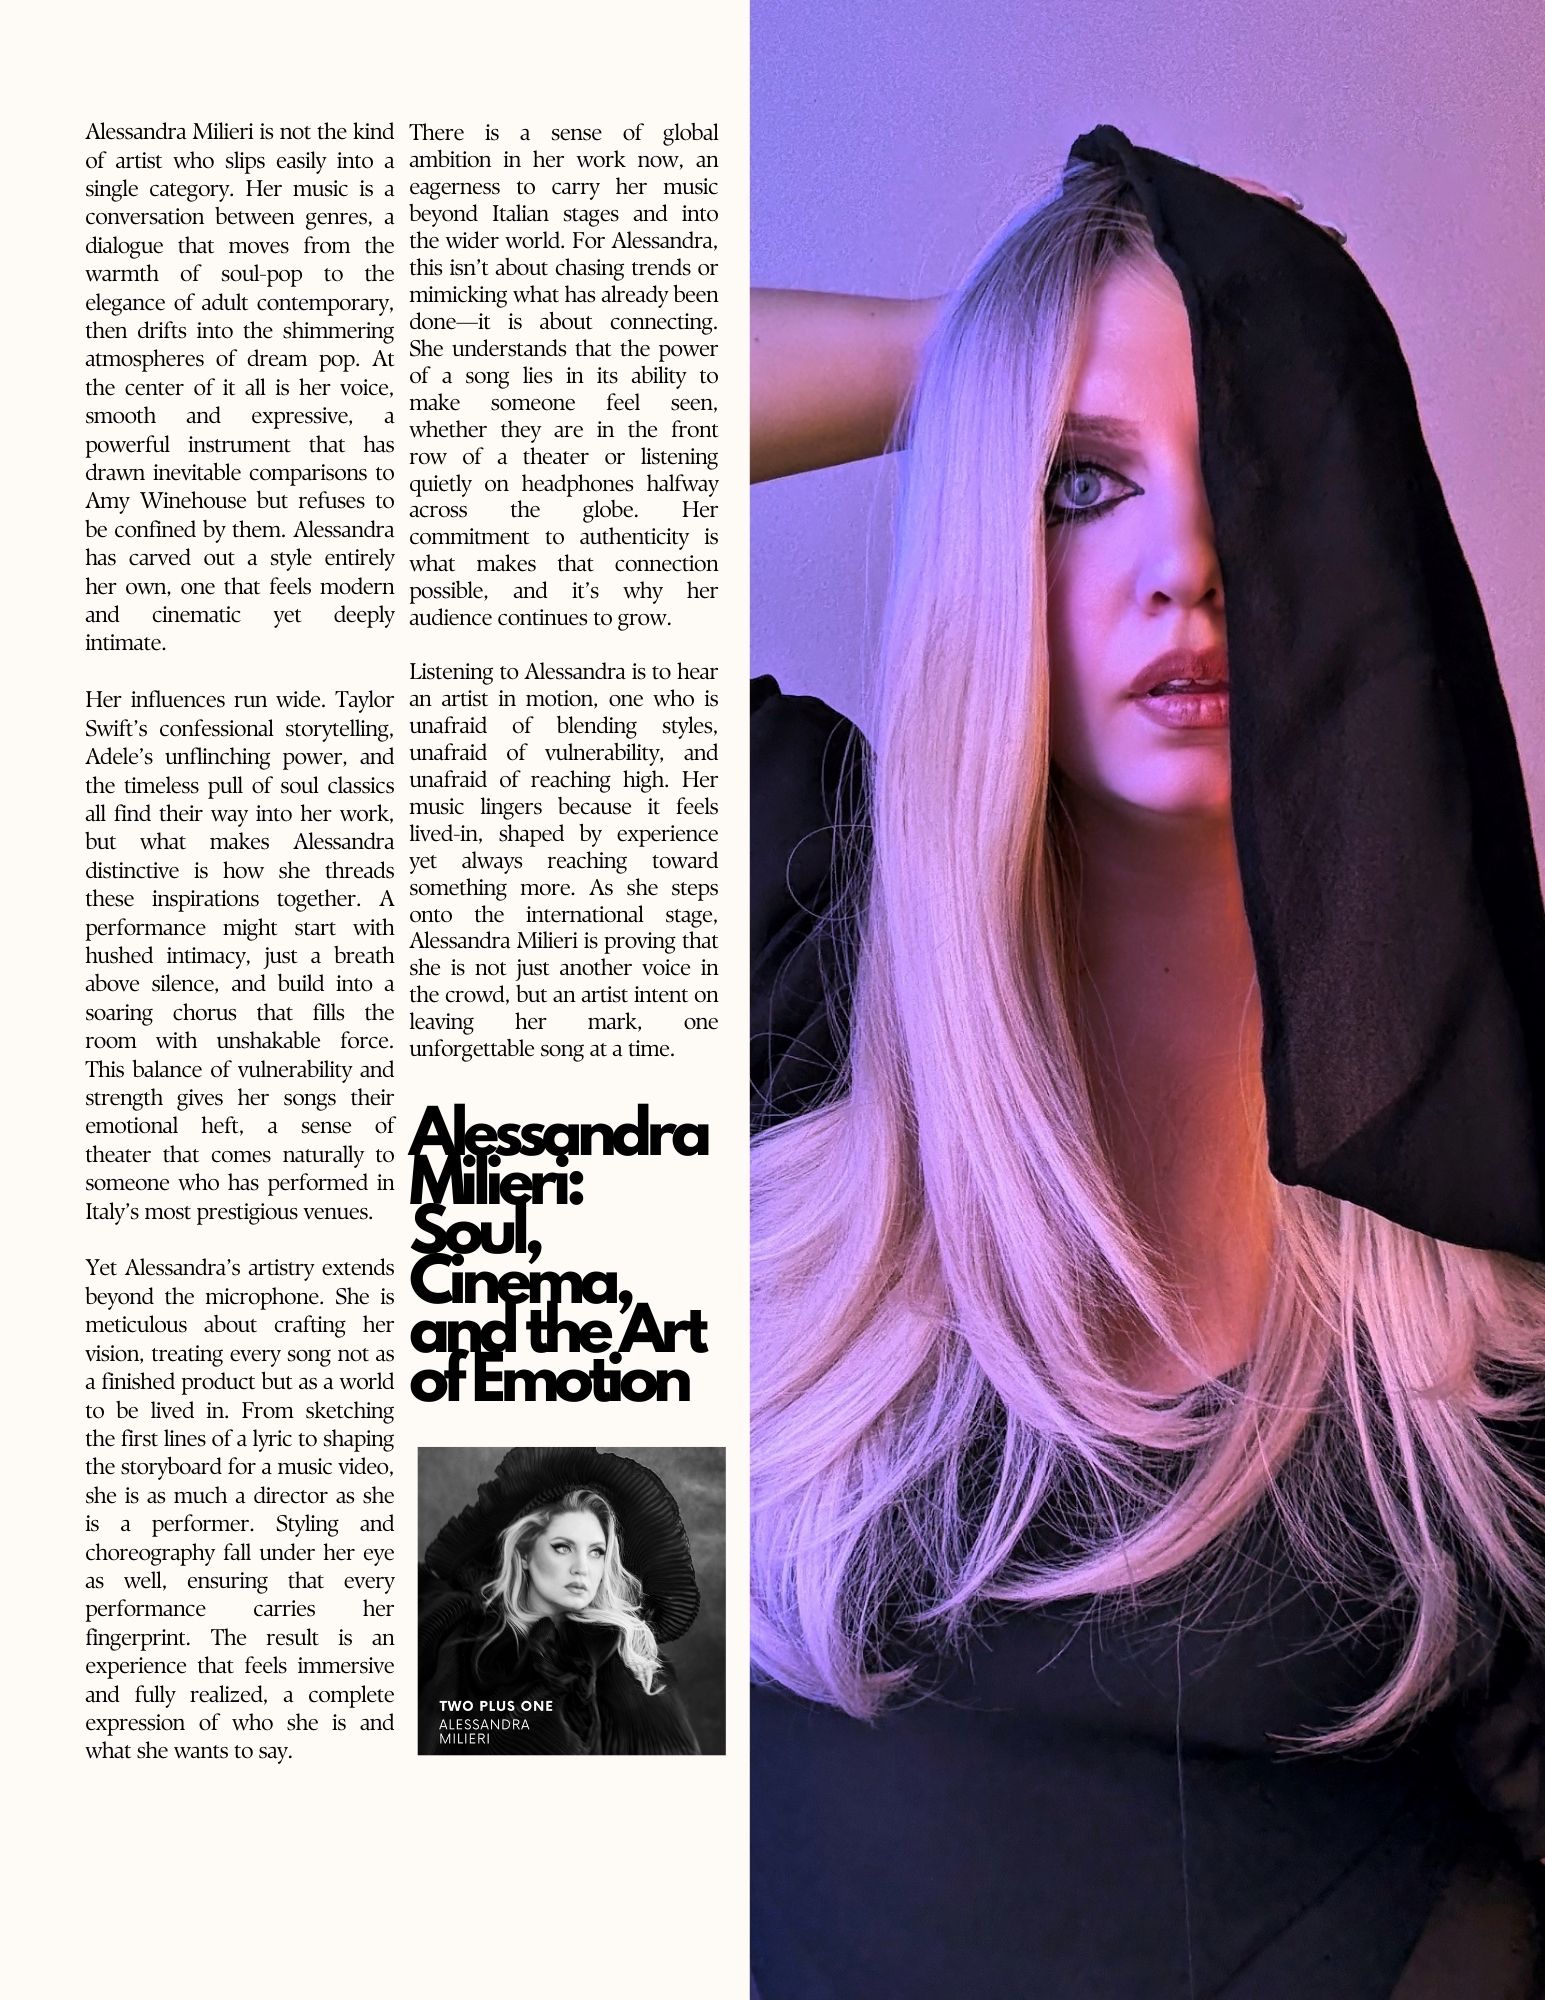 Alessandra Milieri is not the kind
of artist who slips easily into a
single category. Her music is a
conversation between genres, a
dialogue that moves from the
warmth of soul-pop to the
elegance of adult contemporary,
then drifts into the shimmering
atmospheres of dream pop. At
the center of it all is her voice,
smooth and expressive, a
powerful instrument that has
drawn inevitable comparisons to
Amy Winehouse but refuses to
be confined by them. Alessandra
has carved out a style entirely
her own, one that feels modern
and cinematic yet deeply
intimate.
Her influences run wide. Taylor
Swift’s confessional storytelling,
Adele’s unflinching power, and
the timeless pull of soul classics
all find their way into her work,
but what makes Alessandra
distinctive is how she threads
these inspirations together. A
performance might start with
hushed intimacy, just a breath
above silence, and build into a
soaring chorus that fills the
room with unshakable force.
This balance of vulnerability and
strength gives her songs their
emotional heft, a sense of
theater that comes naturally to
someone who has performed in
Italy’s most prestigious venues.
Yet Alessandra’s artistry extends
beyond the microphone. She is
meticulous about crafting her
vision, treating every song not as
a finished product but as a world
to be lived in. From sketching
the first lines of a lyric to shaping
the storyboard for a music video,
she is as much a director as she
is a performer. Styling and
choreography fall under her eye
as well, ensuring that every
performance carries her
fingerprint. The result is an
experience that feels immersive
and fully realized, a complete
expression of who she is and
what she wants to say.
There is a sense of global
ambition in her work now, an
eagerness to carry her music
beyond Italian stages and into
the wider world. For Alessandra,
this isn’t about chasing trends or
mimicking what has already been
done—it is about connecting.
She understands that the power
of a song lies in its ability to
make someone feel seen,
whether they are in the front
row of a theater or listening
quietly on headphones halfway
across the globe. Her
commitment to authenticity is
what makes that connection
possible, and it’s why her
audience continues to grow.
Listening to Alessandra is to hear
an artist in motion, one who is
unafraid of blending styles,
unafraid of vulnerability, and
unafraid of reaching high. Her
music lingers because it feels
lived-in, shaped by experience
yet always reaching toward
something more. As she steps
onto the international stage,
Alessandra Milieri is proving that
she is not just another voice in
the crowd, but an artist intent on
leaving her mark, one
unforgettable song at a time.
Alessandra
Milieri:
Soul,
Cinema,
and the Art
of Emotion
TWO PLUS ONE
ALESSANDRA
MILIERI